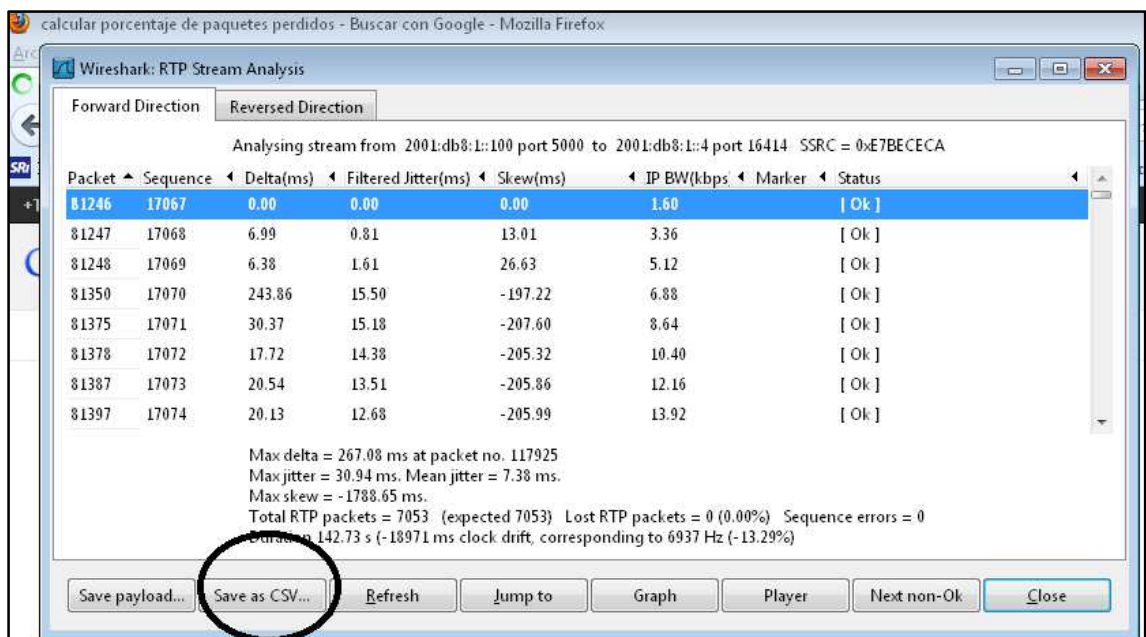 calcular porcentaje de paquetes perdidos - Buscar con Google - Mozilla Firefox
Arc
Wireshark: RTP Stream Analysis
Forward Direction Reversed Direction
Analysing stream from 2001:db8:1::100 port 5000 to 2001:db8:1::4 port 16414 SSRC = 0xE7BECECA
SRi
Packet Sequence Delta(ms) Filtered Jitter(ms) Skew(ms) IP BW(kbps Marker Status
81246 17067 0.00 0.00 0.00 1.60 [ Ok ]
81247 17068 6.99 0.81 13.01 3.36 [ Ok ]
81248 17069 6.38 1.61 26.63 5.12 [ Ok ]
81350 17070 243.86 15.50 -197.22 6.88 [ Ok ]
81375 17071 30.37 15.18 -207.60 8.64 [ Ok ]
81378 17072 17.72 14.38 -205.32 10.40 [ Ok ]
81387 17073 20.54 13.51 -205.86 12.16 [ Ok ]
81397 17074 20.13 12.68 -205.99 13.92 [ Ok ]
Max delta = 267.08 ms at packet no. 117925
Max jitter = 30.94 ms. Mean jitter = 7.38 ms.
Max skew = -1788.65 ms.
Total RTP packets = 7053 (expected 7053) Lost RTP packets = 0 (0.00%) Sequence errors = 0
Duration 142.73 s (-18971 ms clock drift, corresponding to 6937 Hz (-13.29%)
Save payload... Save as CSV... Refresh Jump to Graph Player Next non-Ok Close